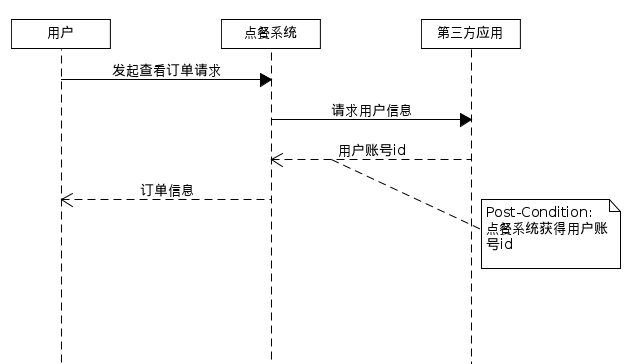 用户
点餐系统
第三方应用
发起查看订单请求
请求用户信息
用户账号id
订单信息
Post-Condition:
点餐系统获得用户账
号id